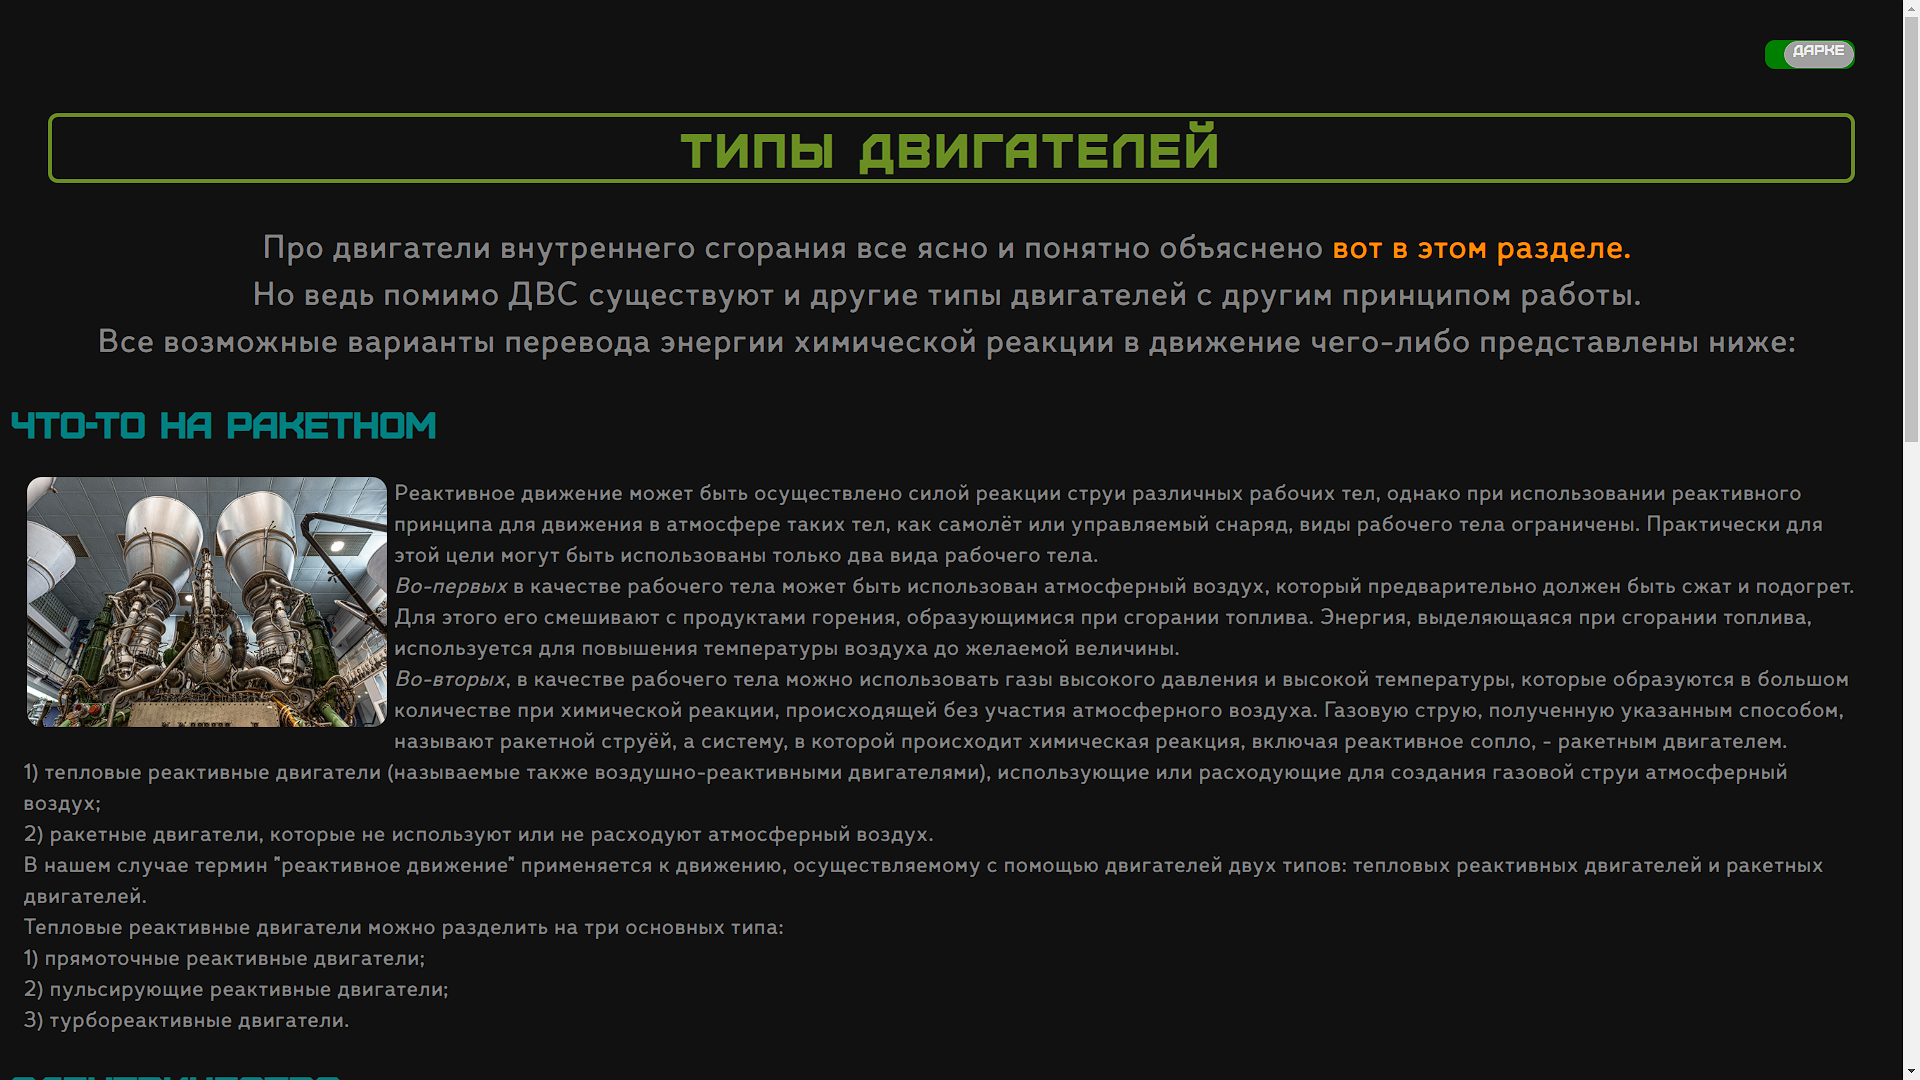 ДАРКЕ
ТИПЫ ДВИГАТЕЛЕЙ
Про двигатели внутреннего сгорания все ясно и понятно объяснено вот в этом разделе.
Но ведь помимо ДВС существуют и другие типы двигателей с другим принципом работы.
Все возможные варианты перевода энергии химической реакции в движение чего-либо представлены ниже:
ЧТО-ТО НА РАКЕТНОМ
Реактивное движение может быть осуществлено силой реакции струи различных рабочих тел, однако при использовании реактивного
принципа для движения в атмосфере таких тел, как самолёт или управляемый снаряд, виды рабочего тела ограничены. Практически для
этой цели могут быть использованы только два вида рабочего тела.
Во-первых в качестве рабочего тела может быть использован атмосферный воздух, который предварительно должен быть сжат и подогрет.
Для этого его смешивают с продуктами горения, образующимися при сгорании топлива. Энергия, выделяющаяся при сгорании топлива,
используется для повышения температуры воздуха до желаемой величины.
Во-вторых, в качестве рабочего тела можно использовать газы высокого давления и высокой температуры, которые образуются в большом
количестве при химической реакции, происходящей без участия атмосферного воздуха. Газовую струю, полученную указанным способом,
называют ракетной струёй, а систему, в которой происходит химическая реакция, включая реактивное сопло, - ракетным двигателем.
1) тепловые реактивные двигатели (называемые также воздушно-реактивными двигателями), использующие или расходующие для создания газовой струи атмосферный
воздух;
2) ракетные двигатели, которые не используют или не расходуют атмосферный воздух.
В нашем случае термин "реактивное движение" применяется к движению, осуществляемому с помощью двигателей двух типов: тепловых реактивных двигателей и ракетных
двигателей.
Тепловые реактивные двигатели можно разделить на три основных типа:
1) прямоточные реактивные двигатели;
2) пульсирующие реактивные двигатели;
3) турбореактивные двигатели.